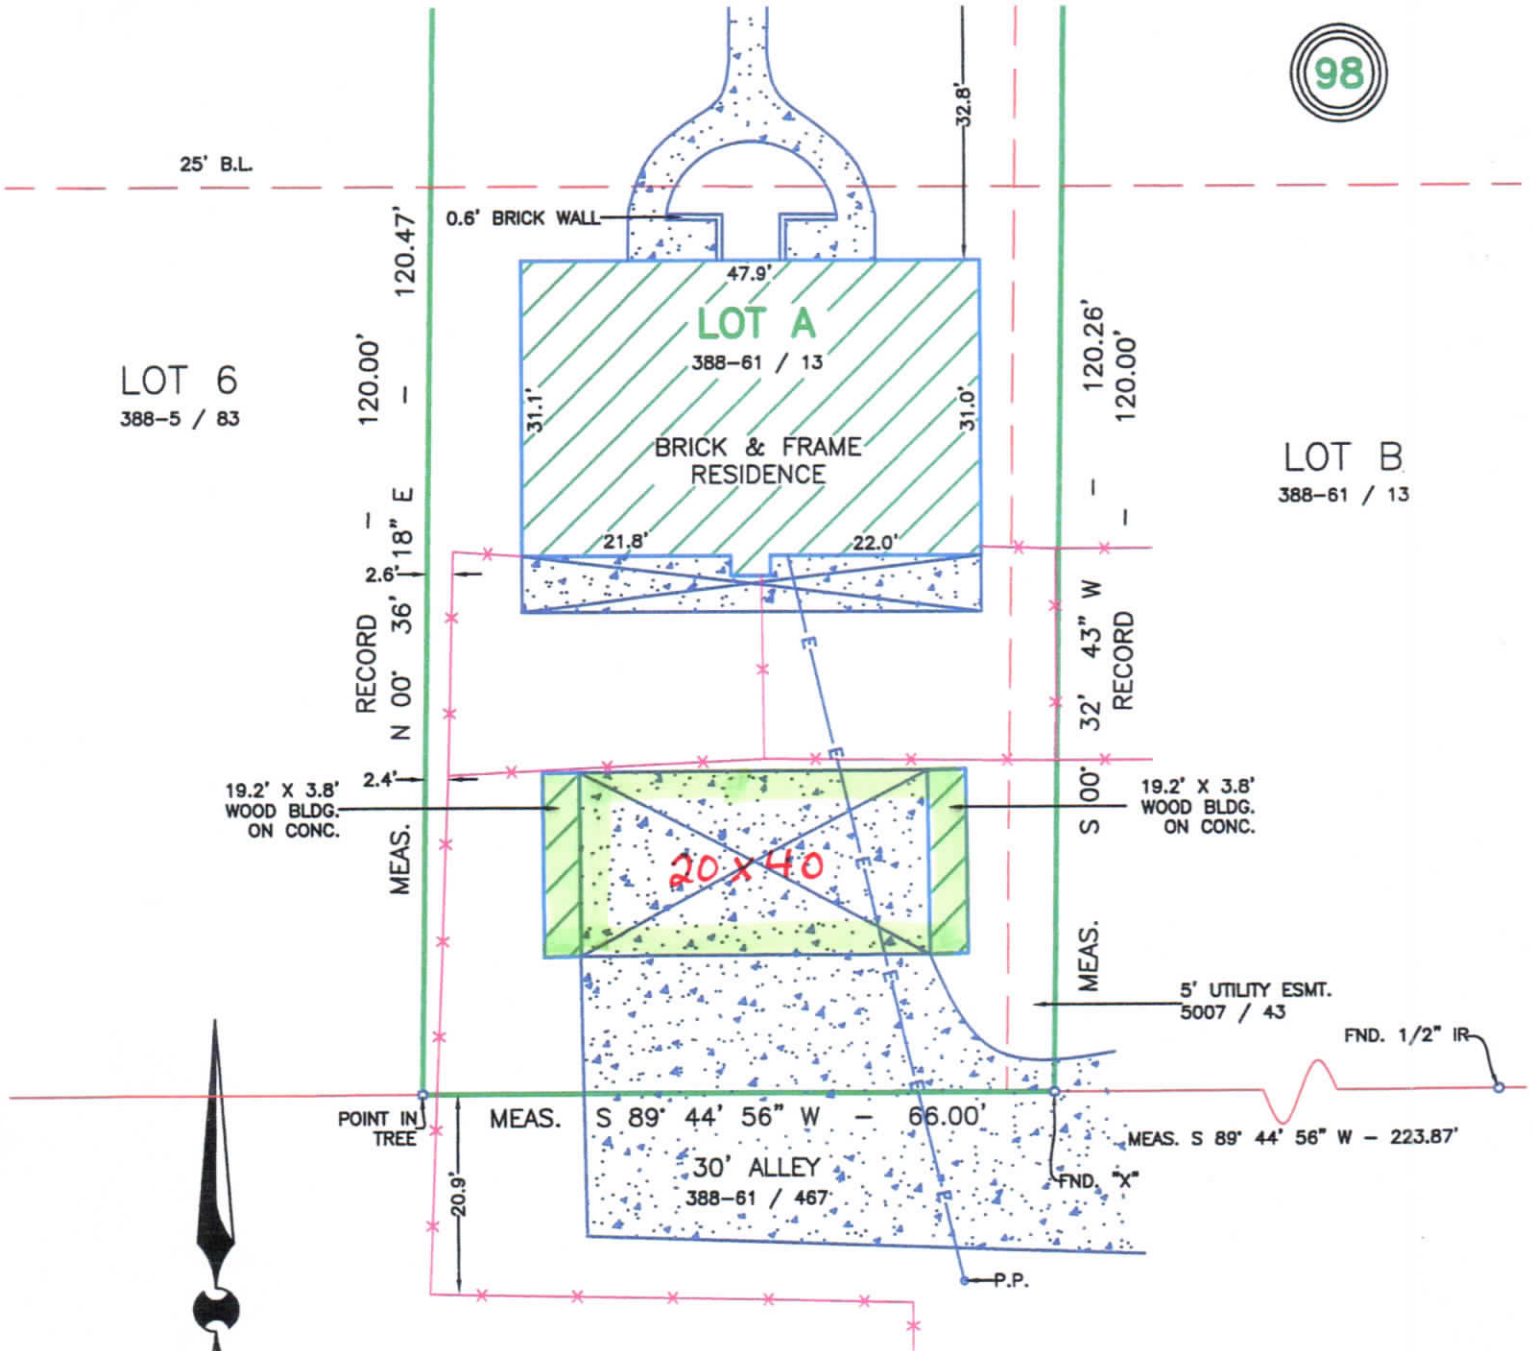 98
32.8'
25' B.L.
0.6' BRICK WALL
120.47'
120.00'
47.9'
LOT A
388-61 / 13
31.1'
31.0'
BRICK & FRAME
RESIDENCE
21.8'
22.0'
LOT 6
388-5 / 83
120.26'
120.00'
LOT B
388-61 / 13
RECORD –
MEAS. N 00° 36' 18" E –
2.6'
2.4'
MEAS. S 00° 32' 43" W –
RECORD –
E
E
E
E
E
E
19.2' X 3.8'
WOOD BLDG.
ON CONC.
19.2' X 3.8'
WOOD BLDG.
ON CONC.
20 x 40
5' UTILITY ESMT.
5007 / 43
FND. 1/2" IR
POINT IN
TREE
MEAS. S 89° 44' 56" W – 66.00'
MEAS. S 89° 44' 56" W – 223.87'
30' ALLEY
388-61 / 467
FND. "X"
20.9'
P.P.